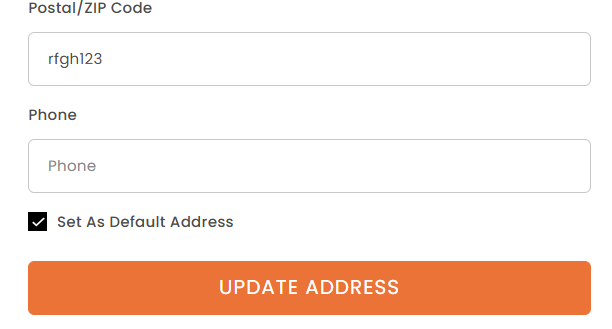 Postal/ZIP Code
rfgh123
Phone
Phone
Set As Default Address
UPDATE ADDRESS